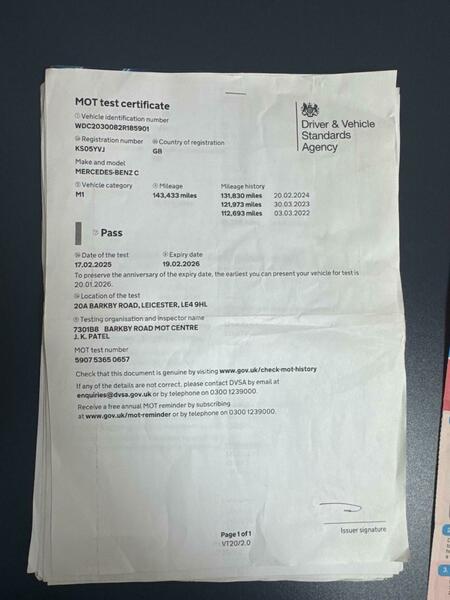 MOT test certificate
Driver & Vehicle
Standards
Agency
Vehicle identification number
WDC2030082R185901
Registration number Country of registration
KS05YVJ GB
Make and model
MERCEDES-BENZ C
Vehicle category Mileage Mileage history
M1 143,433 miles 131,830 miles 20.02.2024
121,973 miles 30.03.2023
112,693 miles 03.03.2022
Pass
Date of the test Expiry date
17.02.2025 19.02.2026
To preserve the anniversary of the expiry date, the earliest you can present your vehicle for test is
20.01.2026.
Location of the test
20A BARKBY ROAD, LEICESTER, LE4 9HL
Testing organisation and inspector name
7301B8 BARKBY ROAD MOT CENTRE
J. K. PATEL
MOT test number
5907 5365 0657
Check that this document is genuine by visiting www.gov.uk/check-mot-history
If any of the details are not correct, please contact DVSA by email at
enquiries@dvsa.gov.uk or by telephone on 0300 1239000.
Receive a free annual MOT reminder by subscribing
at www.gov.uk/mot-reminder or by telephone on 0300 1239000.
Issuer signature
Page 1 of 1
VT20/2.0